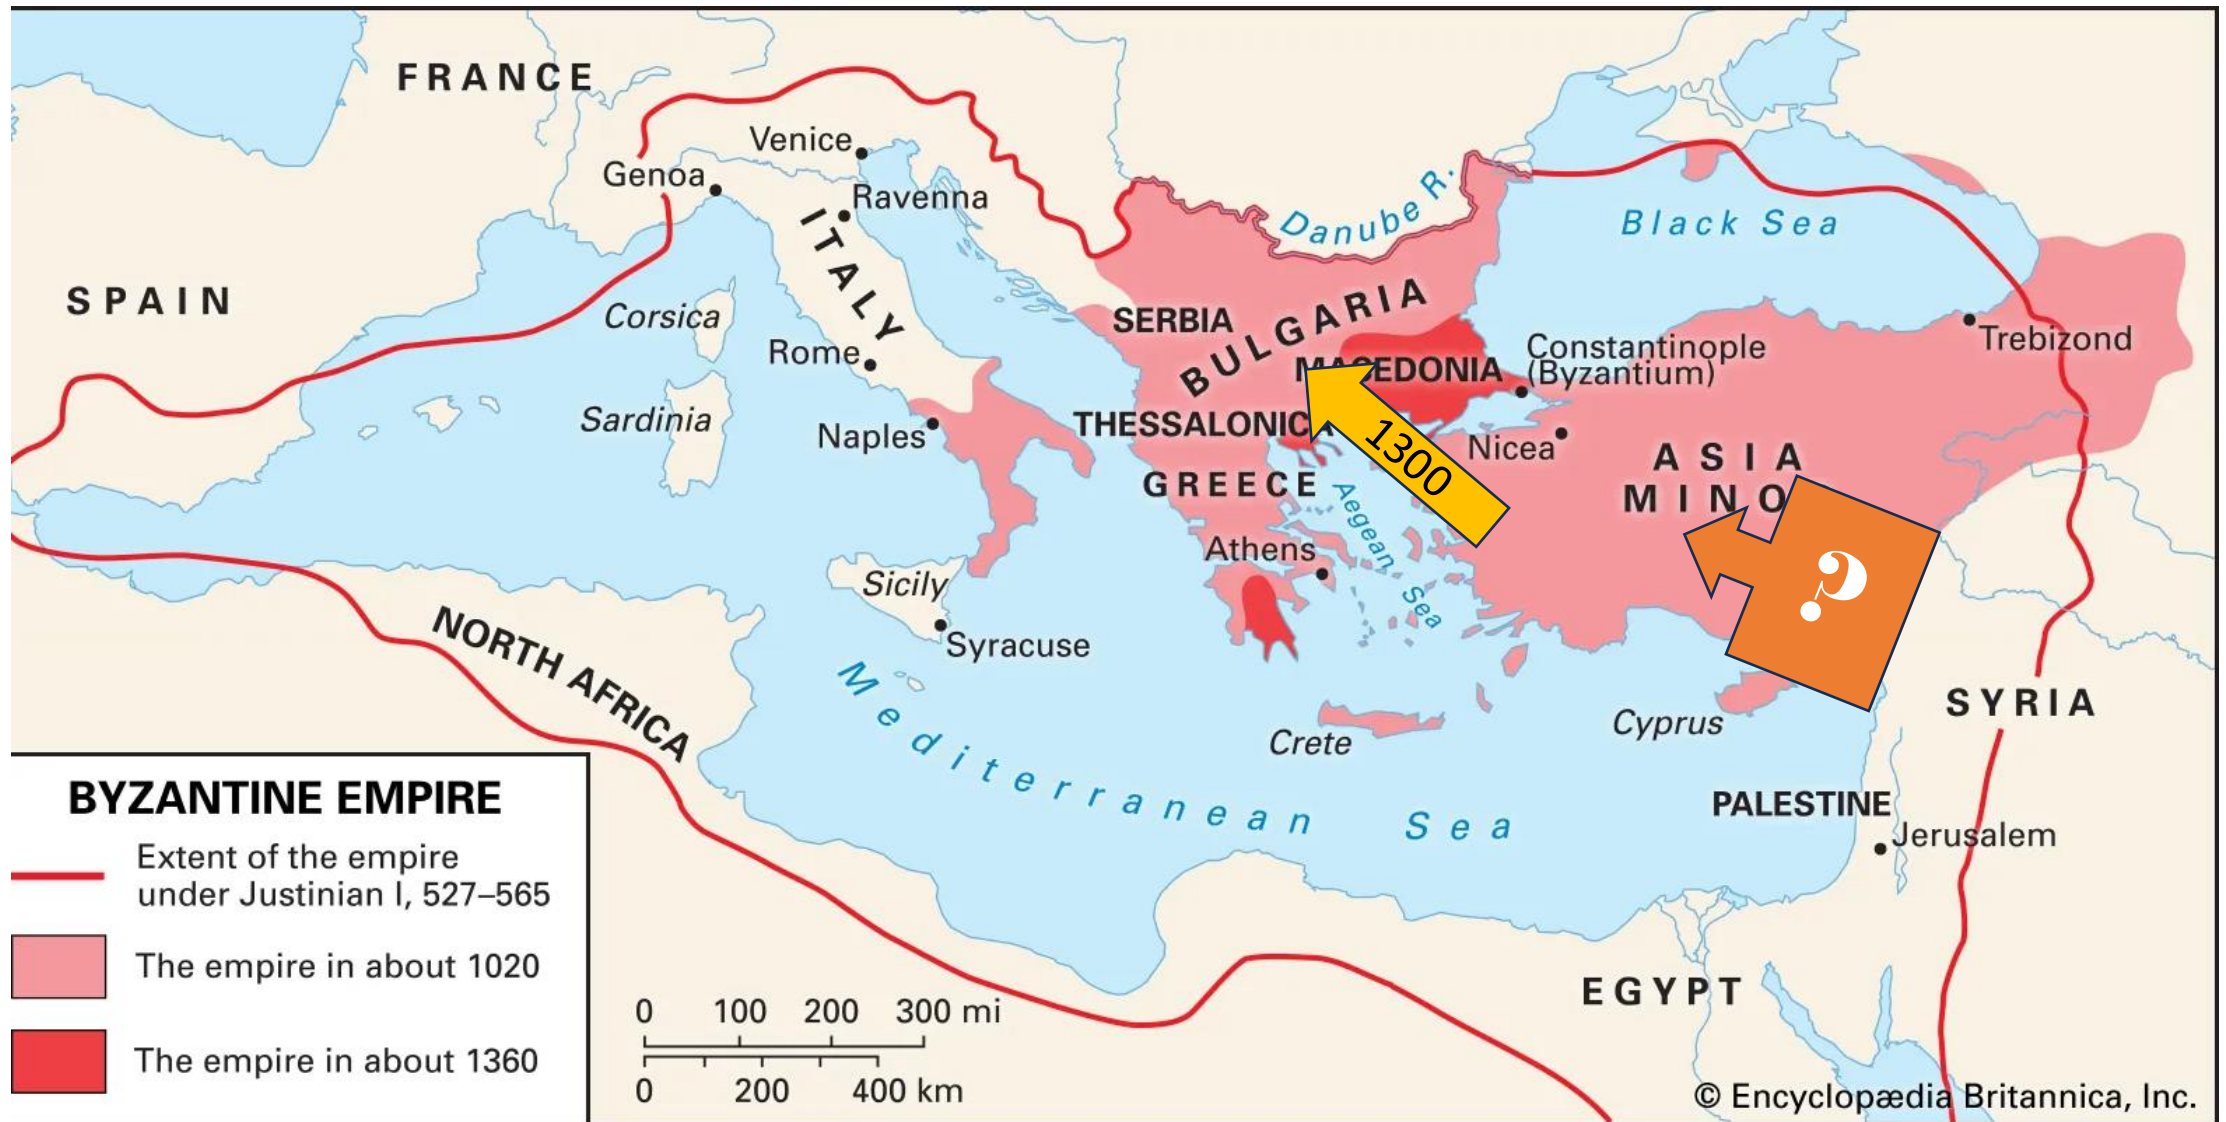 FRANCE
Venice
Genoa
Ravenna
Danube R.
Black Sea
SPAIN
ITALY
Corsica
SERBIA
BULGARIA
Constantinople
(Byzantium)
Trebizond
Rome
MACEDONIA
Sardinia
Naples
THESSALONICA
1300
Nicea
ASIA
MINO
GREECE
Aegean Sea
Athens
?
Sicily
Syracuse
NORTH AFRICA
Mediterranean Sea
Crete
Cyprus
SYRIA
PALESTINE
Jerusalem
EGYPT
BYZANTINE EMPIRE
Extent of the empire
under Justinian I, 527–565
The empire in about 1020
The empire in about 1360
0 100 200 300 mi
0 200 400 km
© Encyclopædia Britannica, Inc.